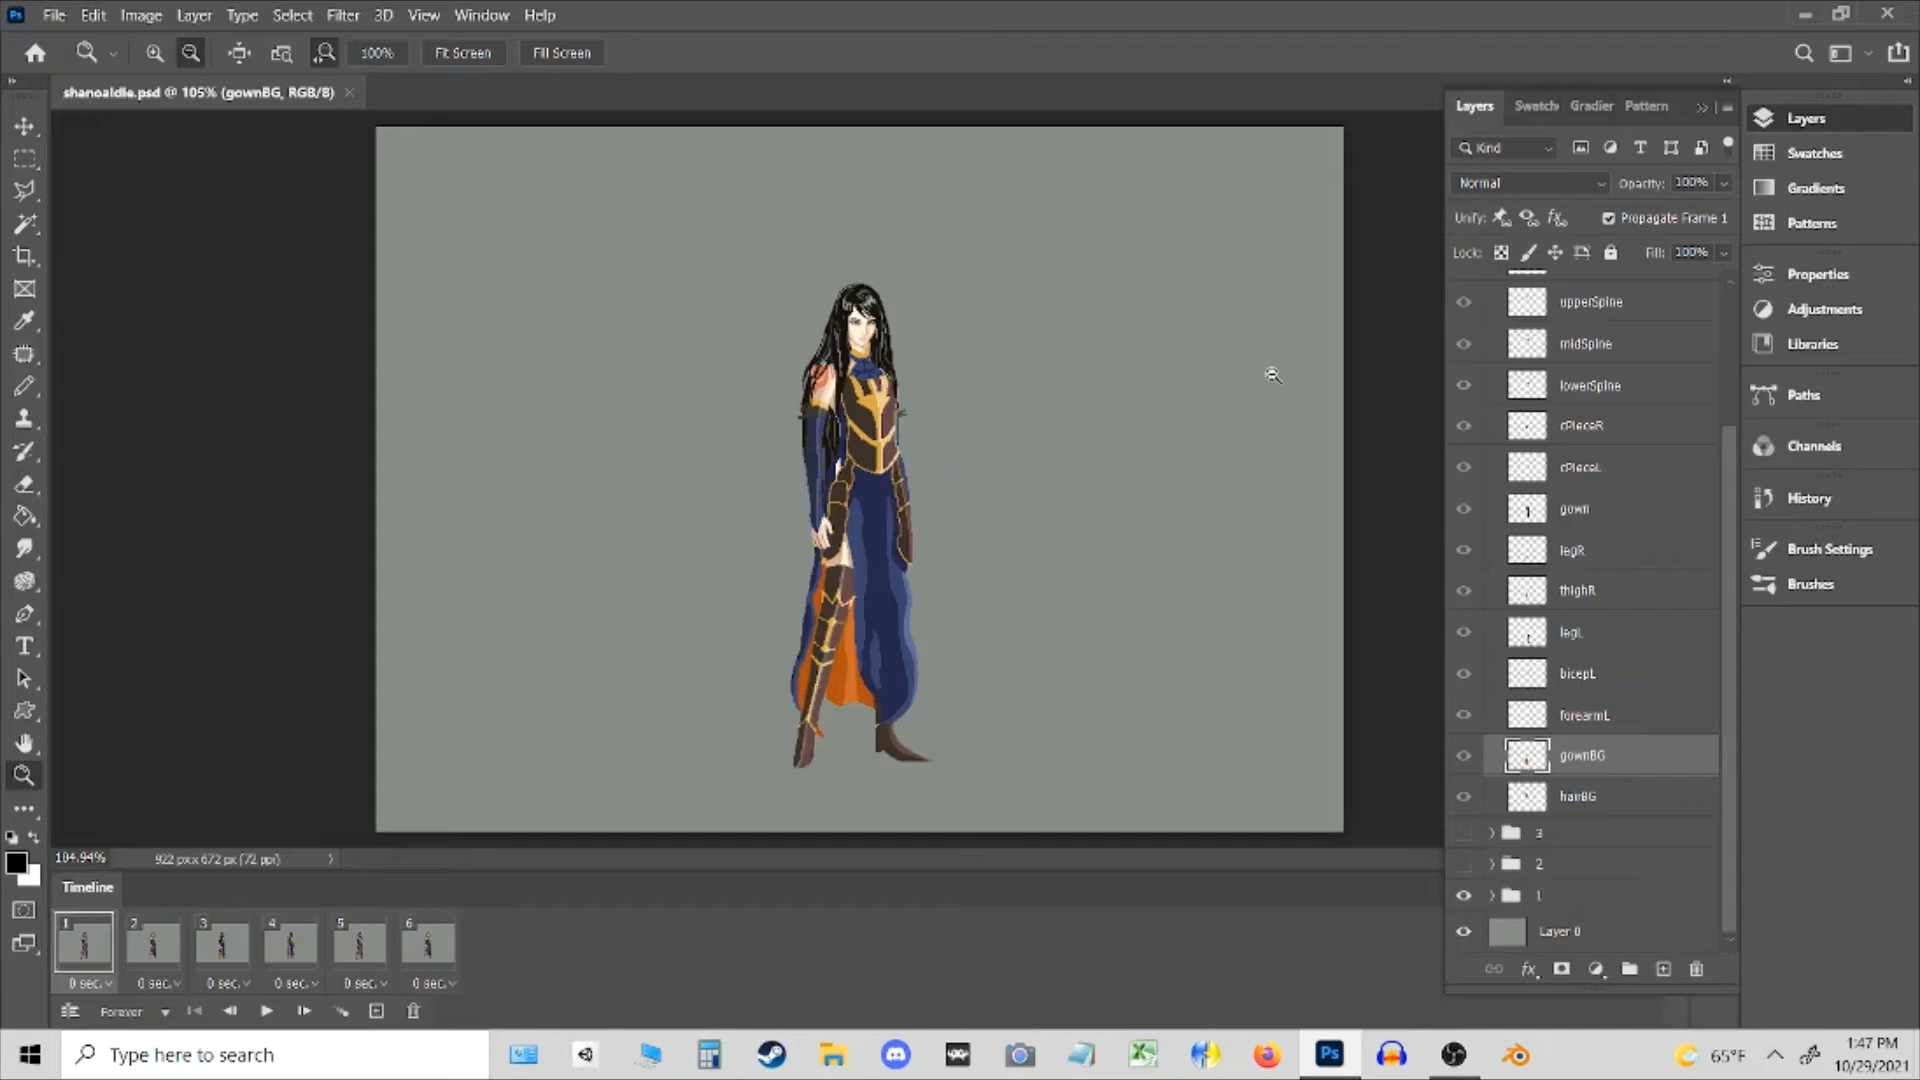 Ps File Edit Image Layer Type Select Filter 3D View Window Help
100% Fit Screen Fill Screen
shanoaIdle.psd @ 105% (gownBG, RGB/8)
Layers Swatch Gradier Pattern
Kind
Normal Opacity: 100%
Unify: Propagate Frame 1
Lock: Fill: 100%
upperSpine
midSpine
lowerSpine
cPieceR
cPieceL
gown
legR
thighR
legL
bicepL
forearmL
gownBG
hairBG
3
2
1
Layer 0
fx
Layers
Swatches
Gradients
Patterns
Properties
Adjustments
Libraries
Paths
Channels
History
Brush Settings
Brushes
104.94% 922 px x 672 px (72 ppi)
Timeline
1 2 3 4 5 6
0 sec. 0 sec. 0 sec. 0 sec. 0 sec. 0 sec.
Forever
Type here to search
Ps
65°F
1:47 PM
10/29/2021